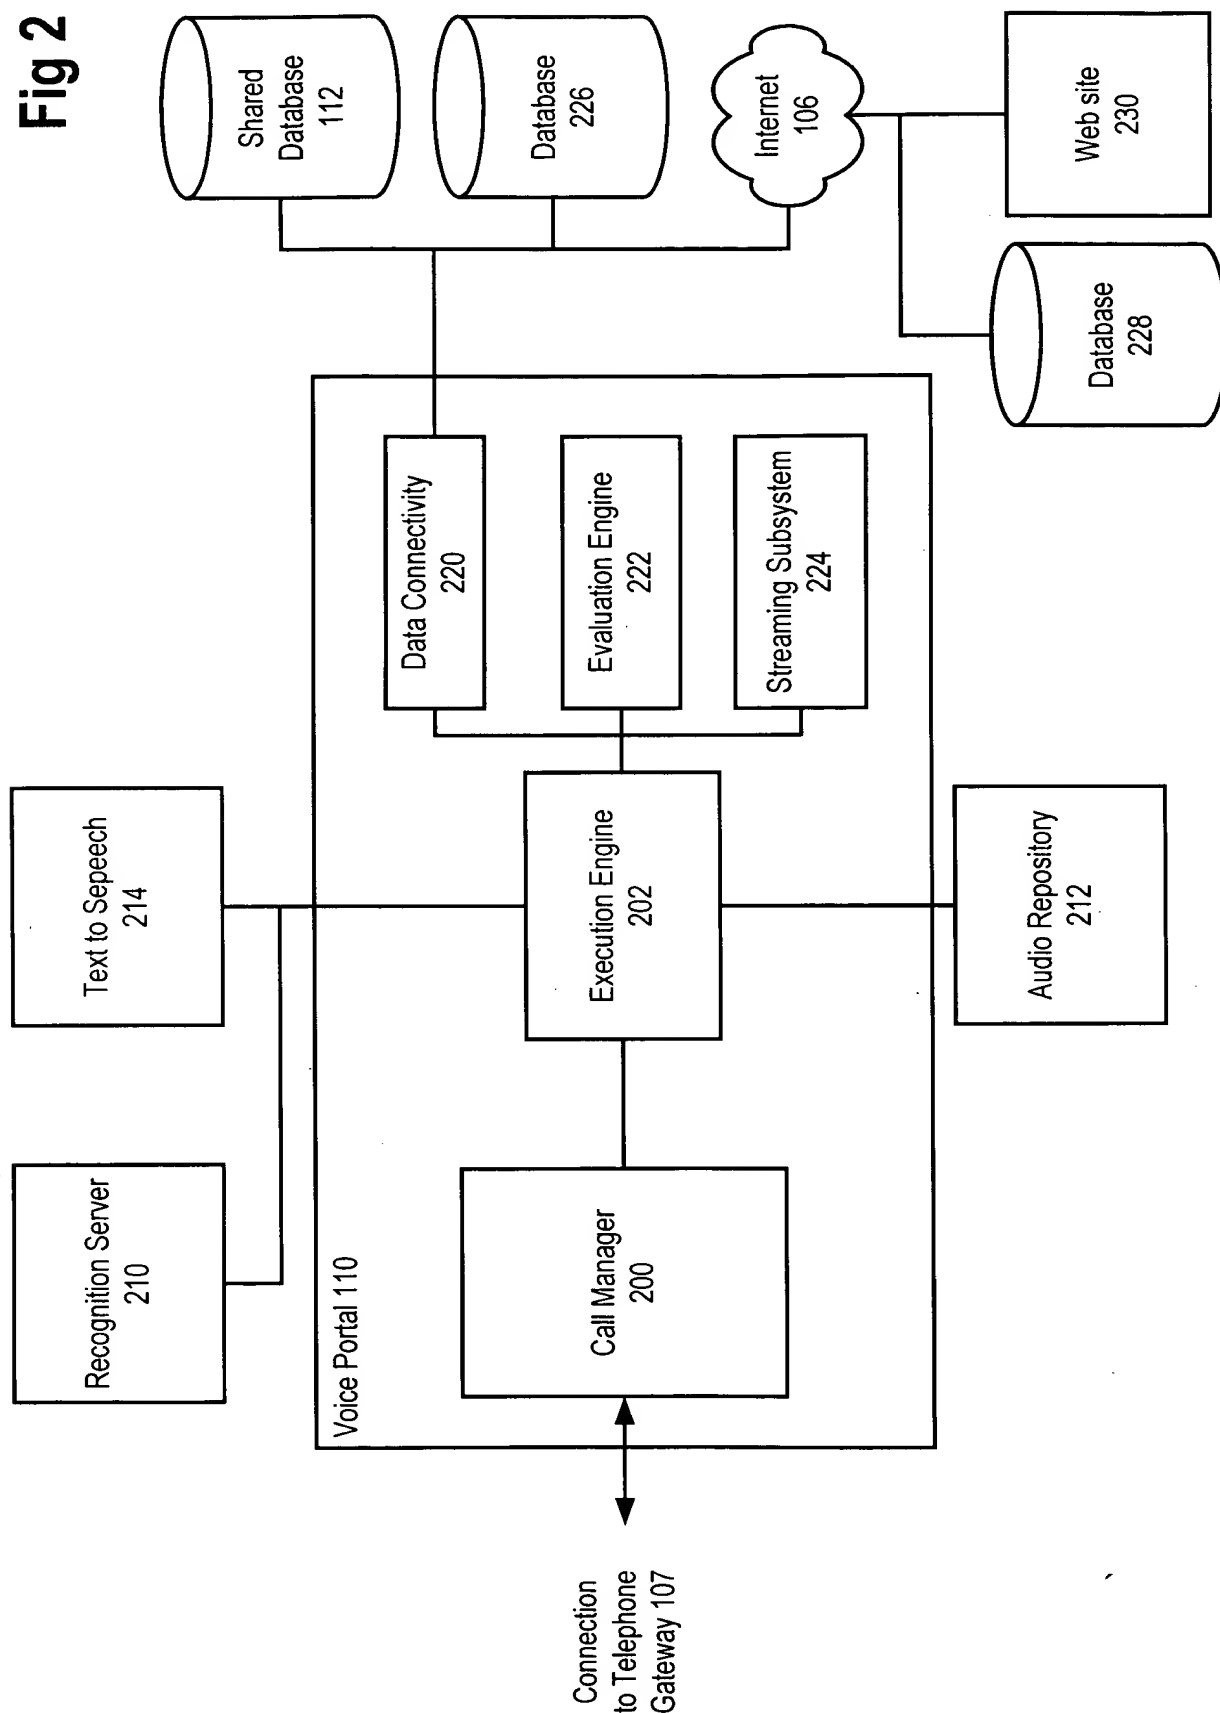 Fig 2
Recognition Server
210
Text to Sepeech
214
Shared
Database
112
Database
226
Internet
106
Web site
230
Database
228
Voice Portal 110
Data Connectivity
220
Evaluation Engine
222
Streaming Subsystem
224
Execution Engine
202
Call Manager
200
Connection
to Telephone
Gateway 107
Audio Repository
212